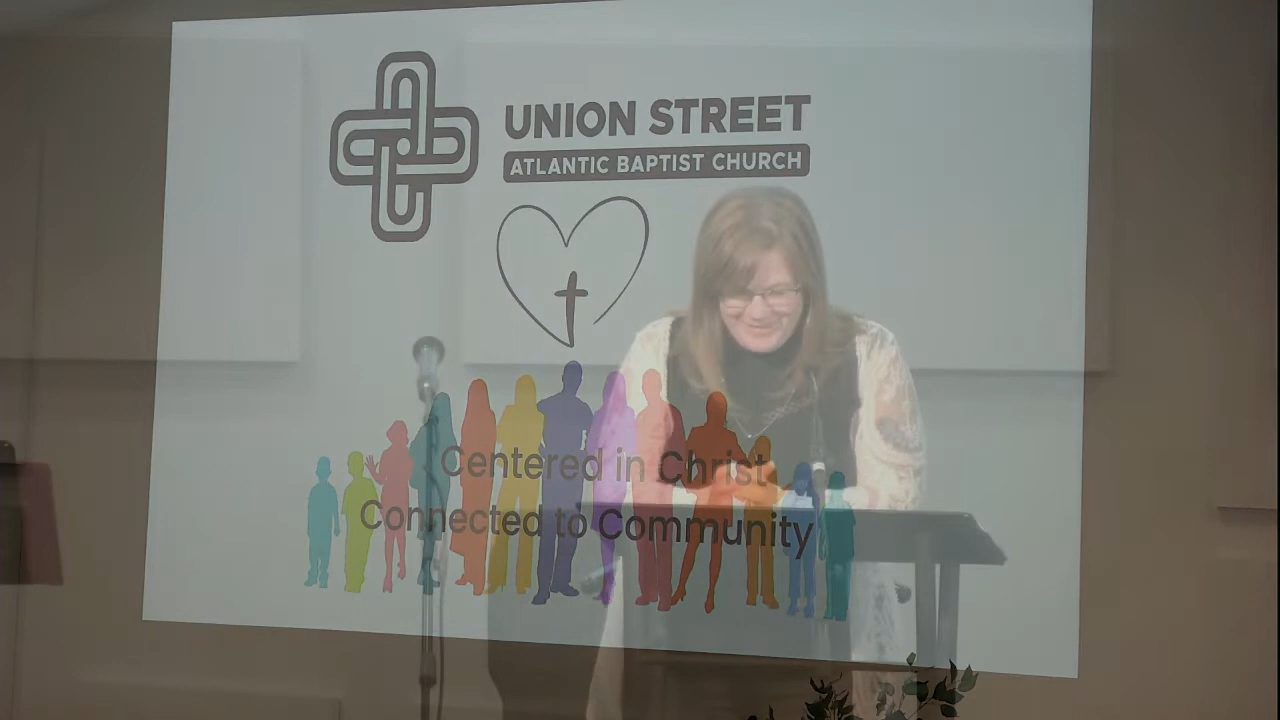 UNION STREET
ATLANTIC BAPTIST CHURCH
Centered in Christ
Connected to Community